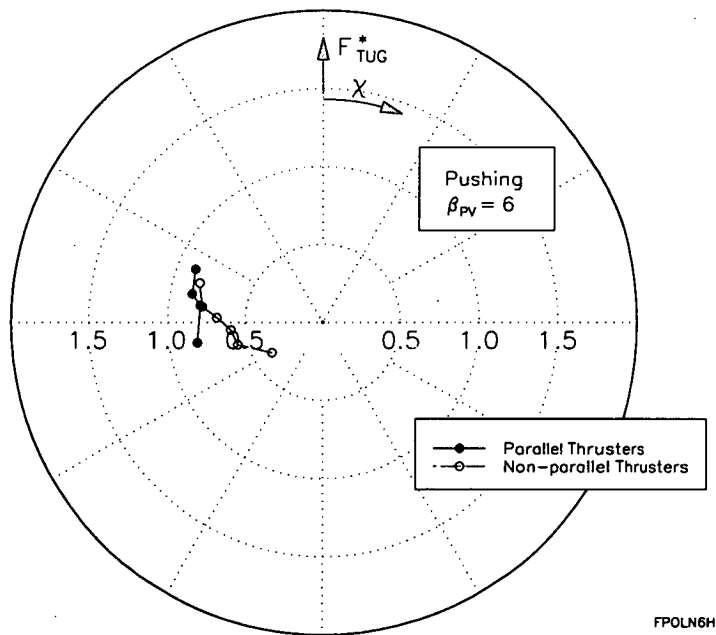 F*TUG
χ
Pushing
βPV = 6
1.5 1.0 0.5 0.5 1.0 1.5
Parallel Thrusters
Non-parallel Thrusters
FPOLN6H